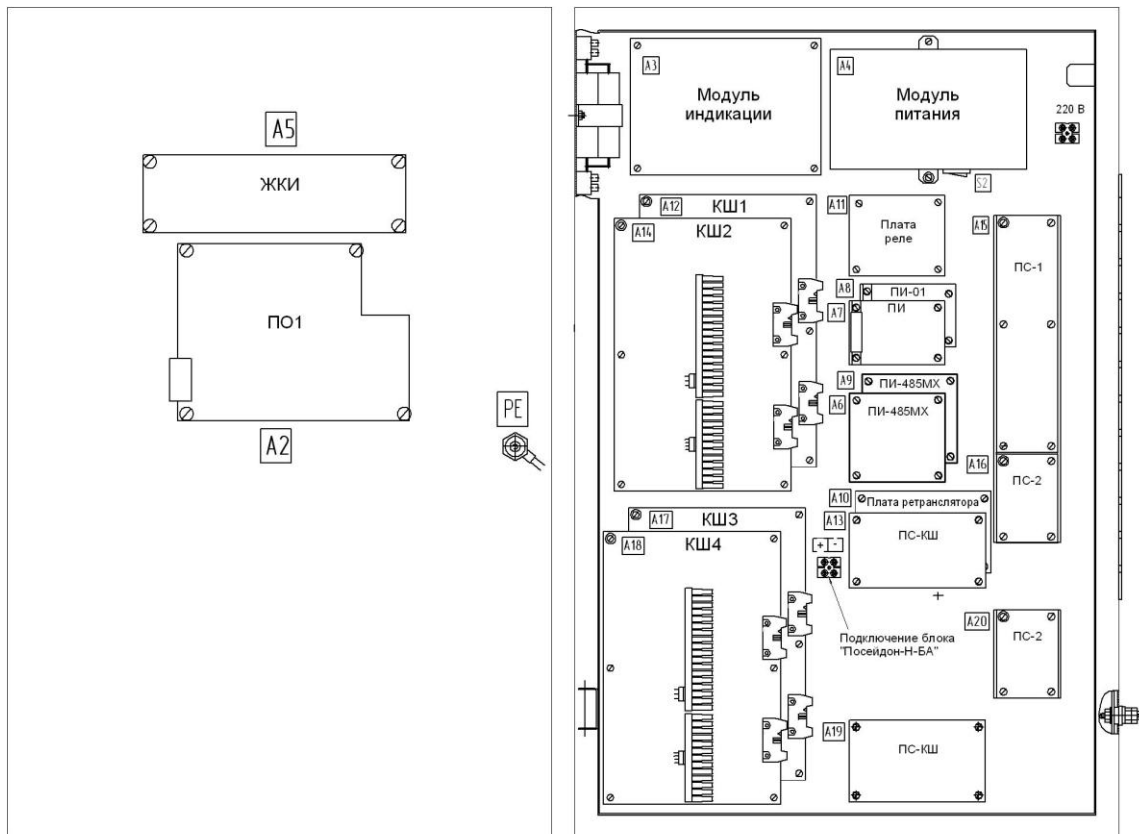 A5
ЖКИ
ПО1
A2
PE
A3
Модуль
индикации
A4
Модуль
питания
220 В
S2
A12
КШ1
A14
КШ2
A11
Плата
реле
A15
ПС-1
A8
ПИ-01
A7
ПИ
A9
ПИ-485МХ
A6
ПИ-485МХ
A16
ПС-2
A10
Плата ретранслятора
A13
ПС-КШ
A17
КШ3
A18
КШ4
+ -
Подключение блока
"Посейдон-Н-БА"
A20
ПС-2
A19
ПС-КШ